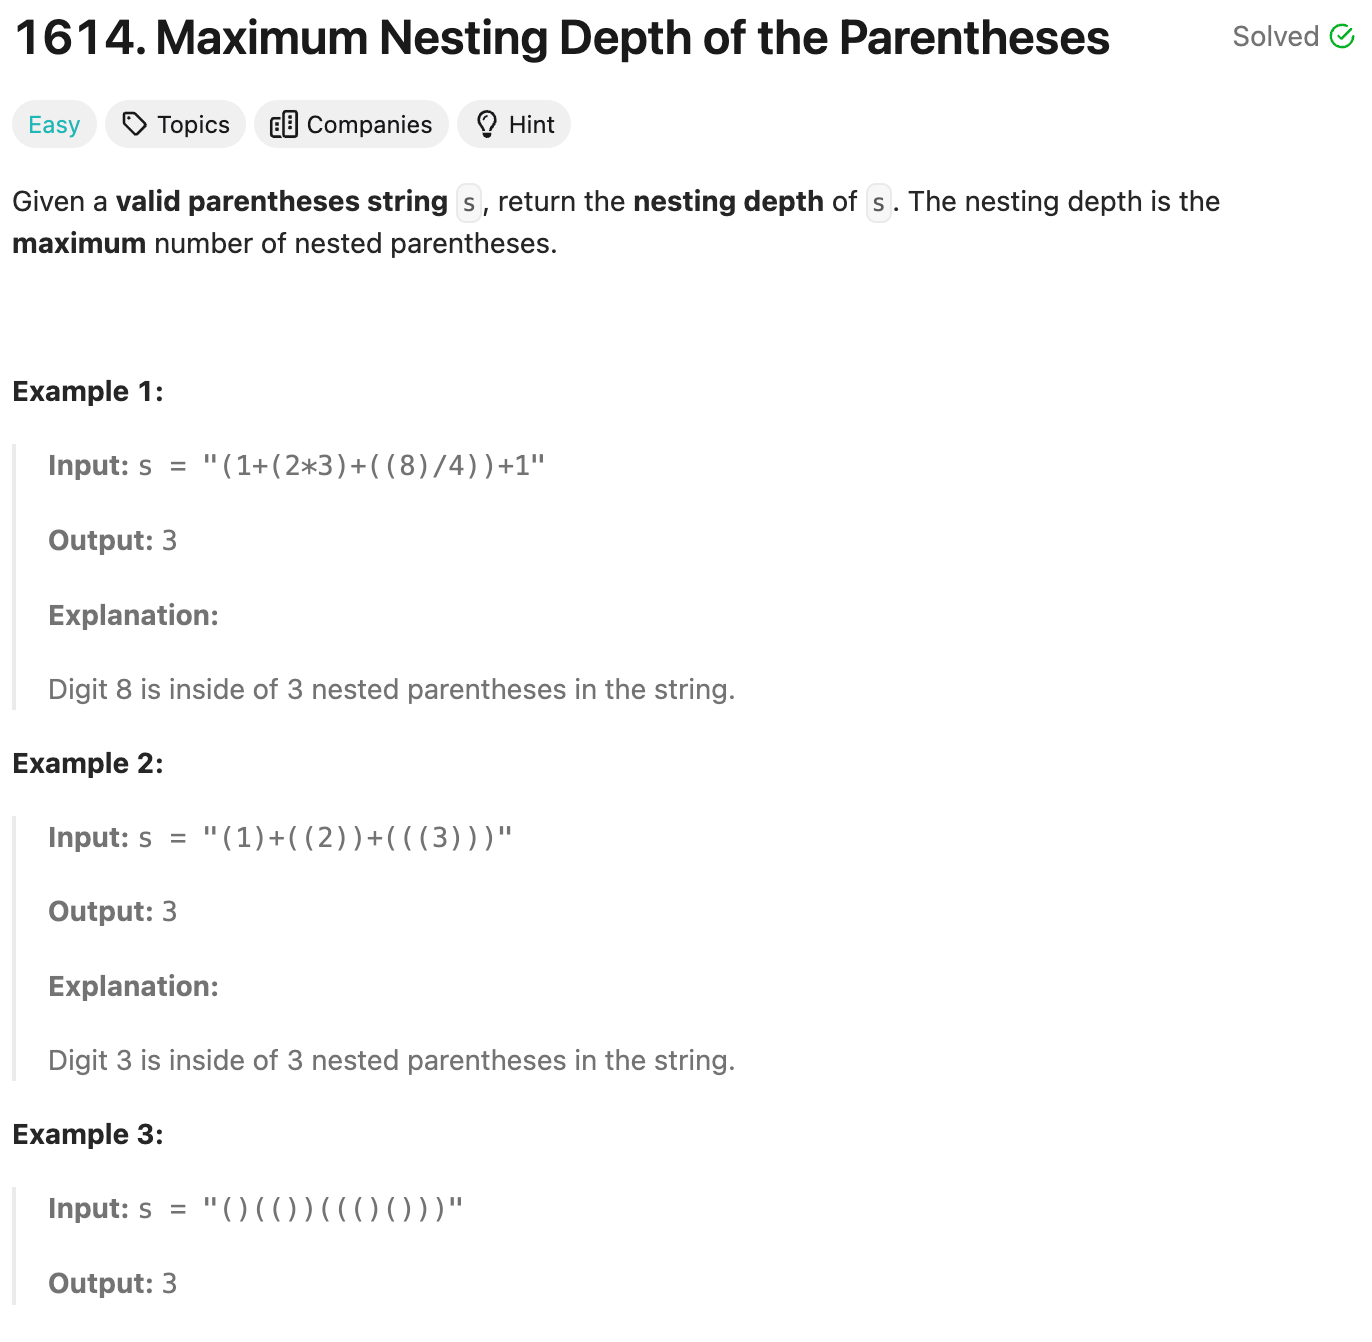 1614. Maximum Nesting Depth of the Parentheses
Solved
Easy
Topics
Companies
Hint
Given a valid parentheses string s, return the nesting depth of s. The nesting depth is the
maximum number of nested parentheses.
Example 1:
Input: s = "(1+(2*3)+((8)/4))+1"
Output: 3
Explanation:
Digit 8 is inside of 3 nested parentheses in the string.
Example 2:
Input: s = "(1)+((2))+(((3)))"
Output: 3
Explanation:
Digit 3 is inside of 3 nested parentheses in the string.
Example 3:
Input: s = "()(())((()()))"
Output: 3